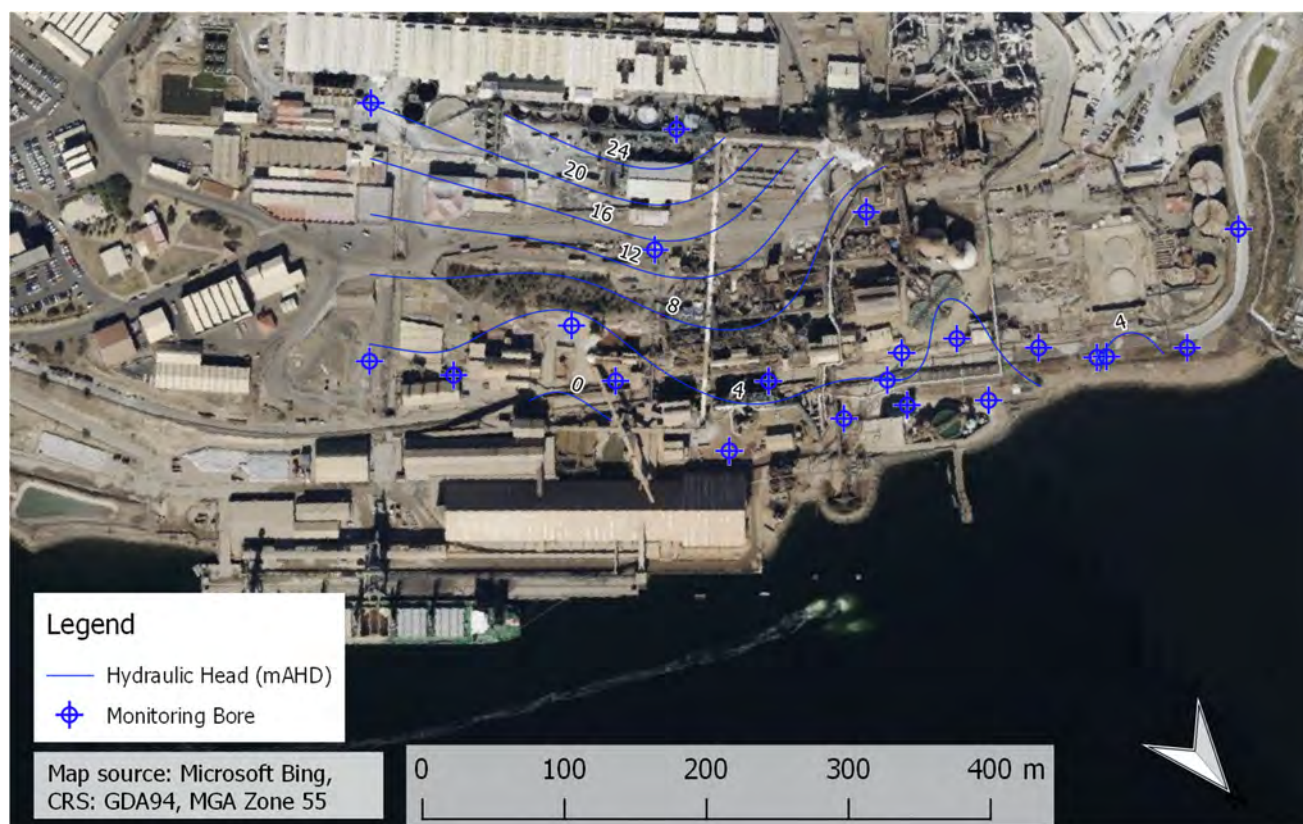 24
20
16
12
8
4
0
4
Legend
Hydraulic Head (mAHD)
Monitoring Bore
Map source: Microsoft Bing,
CRS: GDA94, MGA Zone 55
0 100 200 300 400 m